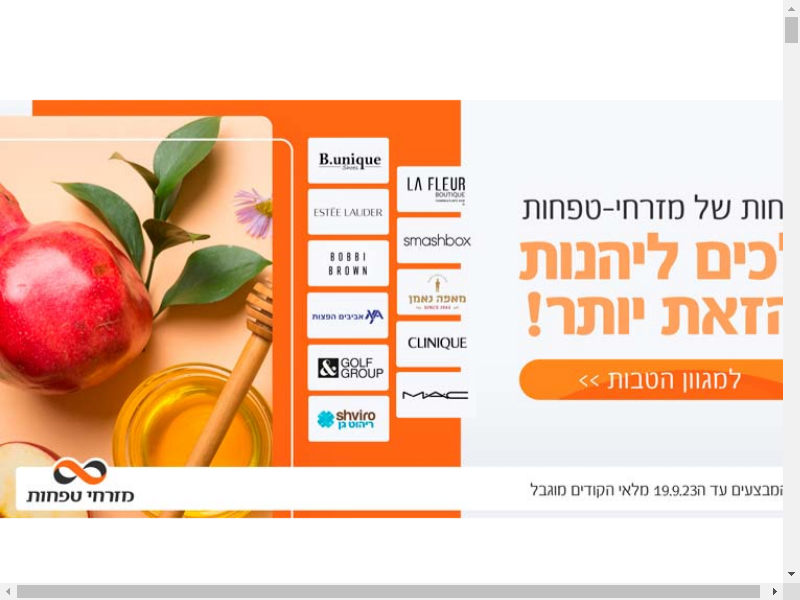 חות של מזרחי-טפחות
כים ליהנות
הזאת יותר!
למגוון הטבות >>
המבצעים עד ה19.9.23 מלאי הקודים מוגבל
B.unique
ESTĒE LAUDER
BOBBI
BROWN
אביבים הפצות
GOLF
& GROUP
shviro
ריהוט גן
LA FLEUR
BOUTIQUE
smashbox
מאפה נאמן
SINCE 1965
CLINIQUE
MAC
מזרחי טפחות